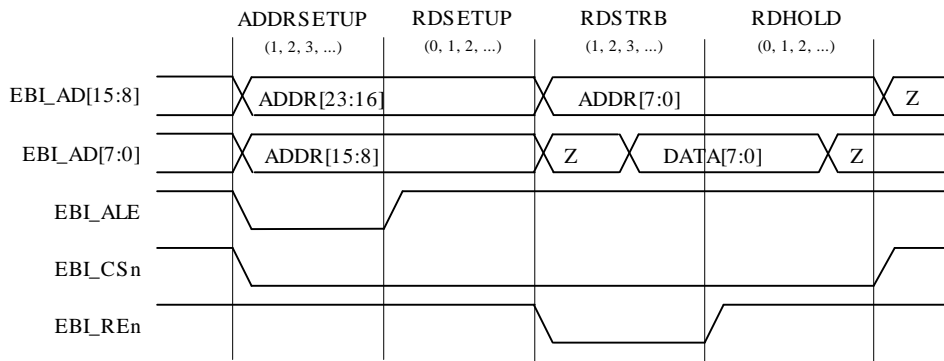 ADDRSETUP RDSETUP RDSTRB RDHOLD
(1, 2, 3, ...) (0, 1, 2, ...) (1, 2, 3, ...) (0, 1, 2, ...)
EBI_AD[15:8] ADDR[23:16] ADDR[7:0] Z
EBI_AD[7:0] ADDR[15:8] Z DATA[7:0] Z
EBI_ALE
EBI_CSn
EBI_REn